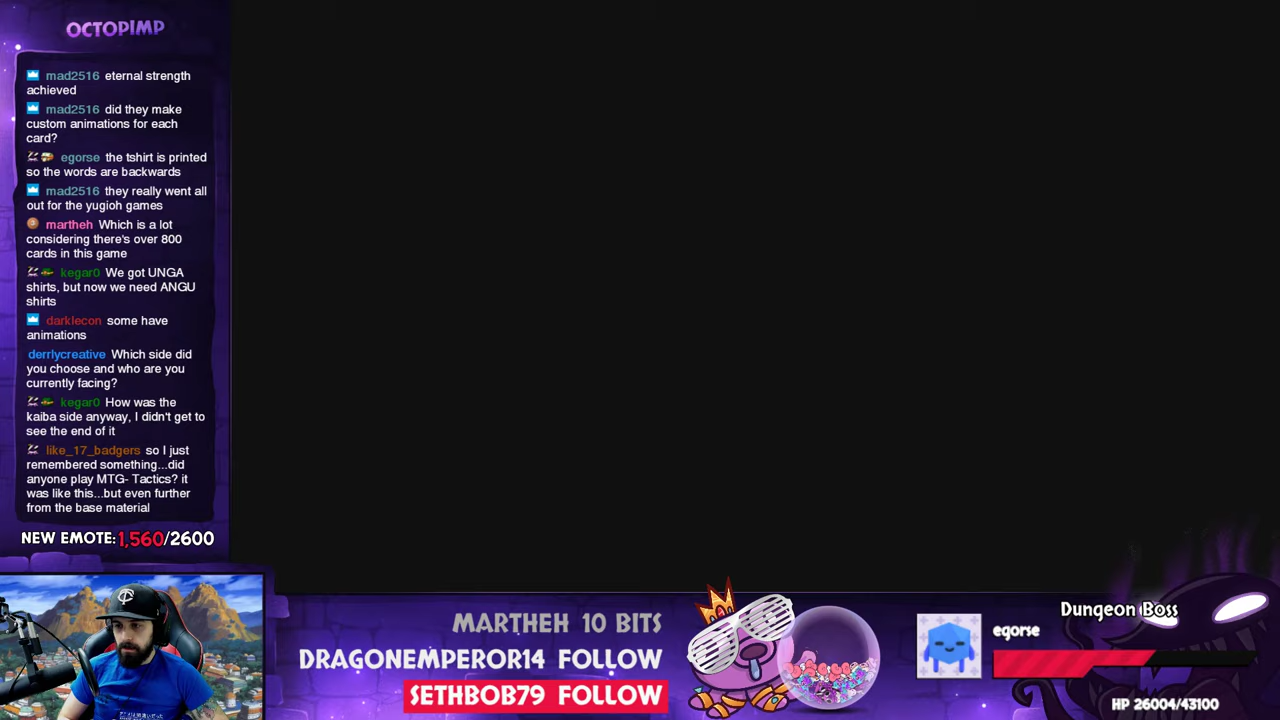 OCTOPIMP
mad2516 eternal strength
achieved
mad2516 did they make
custom animations for each
card?
egorse the tshirt is printed
so the words are backwards
mad2516 they really went all
out for the yugioh games
martheh Which is a lot
considering there's over 800
cards in this game
kegar0 We got UNGA
shirts, but now we need ANGU
shirts
darklecon some have
animations
derrlycreative Which side did
you choose and who are you
currently facing?
kegar0 How was the
kaiba side anyway, I didn't get to
see the end of it
like_17_badgers so I just
remembered something...did
anyone play MTG- Tactics? it
was like this...but even further
from the base material
NEW EMOTE: 1,560/2600
MARTHEH 10 BITS
DRAGONEMPEROR14 FOLLOW
SETHBOB79 FOLLOW
Dungeon Boss
egorse
HP 26004/43100